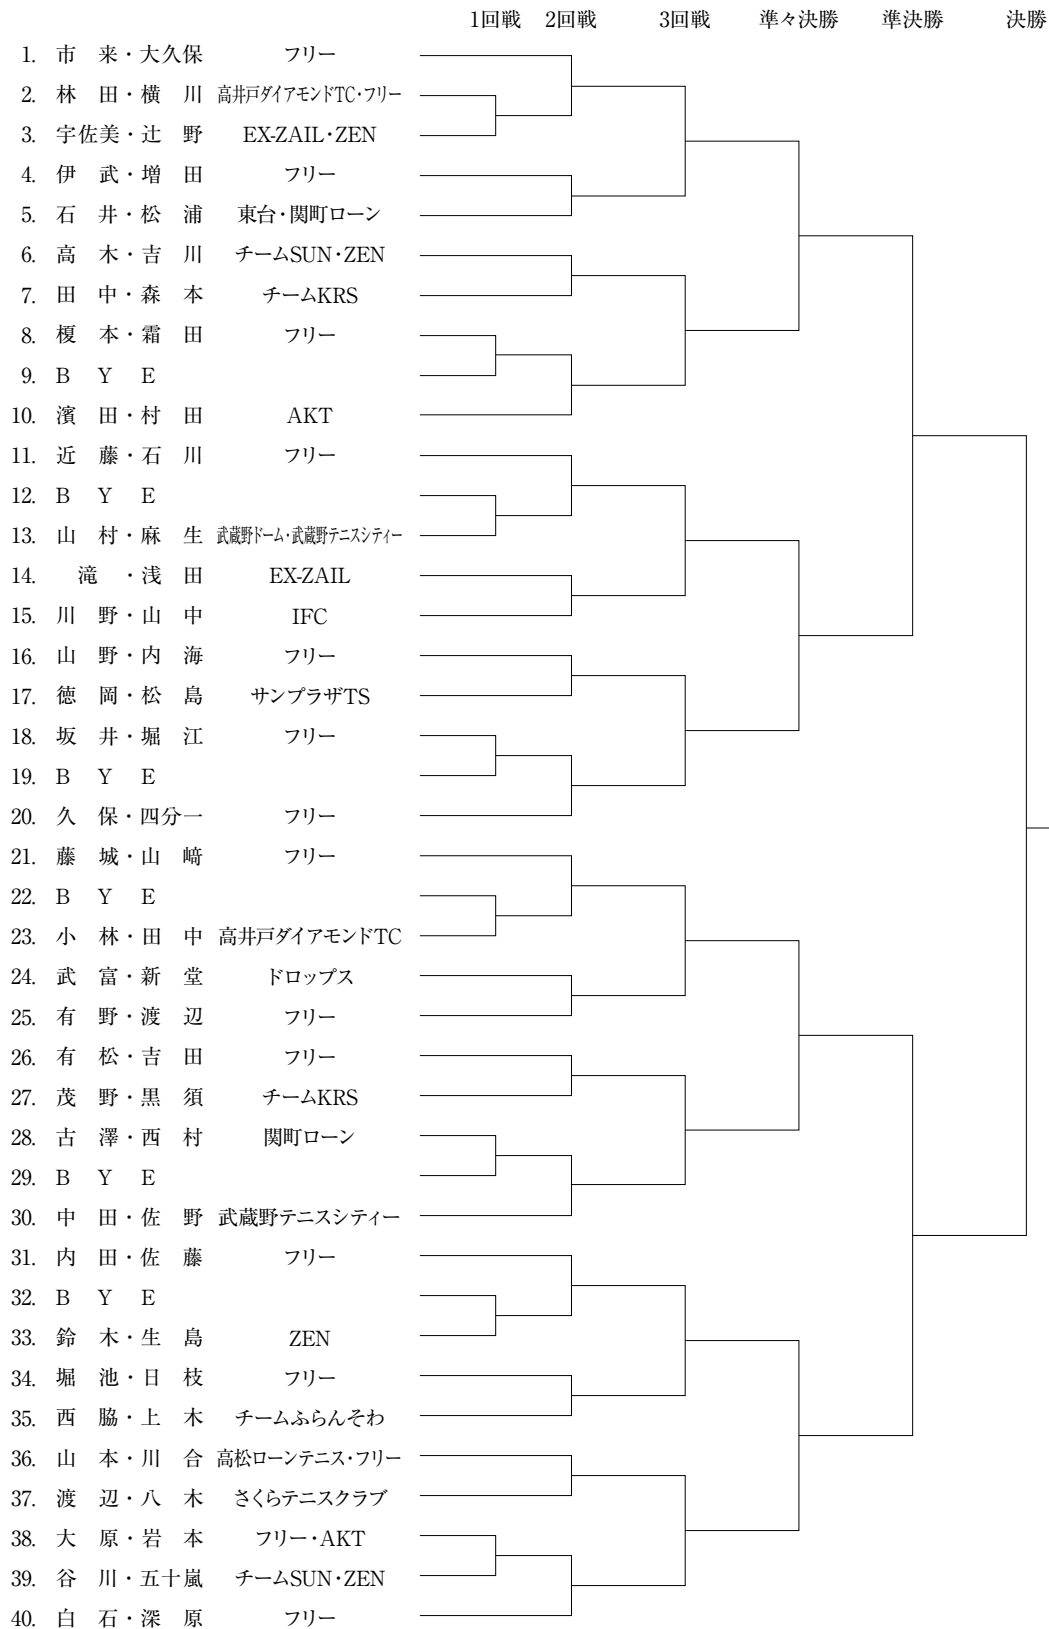 1回戦 2回戦 3回戦 準々決勝 準決勝 決勝
1. 市 来・大久保 フリー
2. 林 田・横 川 高井戸ダイアモンドTC・フリー
3. 宇佐美・辻 野 EX-ZAIL・ZEN
4. 伊 武・増 田 フリー
5. 石 井・松 浦 東台・関町ローン
6. 高 木・吉 川 チームSUN・ZEN
7. 田 中・森 本 チームKRS
8. 榎 本・霜 田 フリー
9. B Y E
10. 濱 田・村 田 AKT
11. 近 藤・石 川 フリー
12. B Y E
13. 山 村・麻 生 武蔵野ドーム・武蔵野テニスシティー
14. 滝 ・浅 田 EX-ZAIL
15. 川 野・山 中 IFC
16. 山 野・内 海 フリー
17. 徳 岡・松 島 サンプラザTS
18. 坂 井・堀 江 フリー
19. B Y E
20. 久 保・四分一 フリー
21. 藤 城・山 﨑 フリー
22. B Y E
23. 小 林・田 中 高井戸ダイアモンドTC
24. 武 富・新 堂 ドロップス
25. 有 野・渡 辺 フリー
26. 有 松・吉 田 フリー
27. 茂 野・黒 須 チームKRS
28. 古 澤・西 村 関町ローン
29. B Y E
30. 中 田・佐 野 武蔵野テニスシティー
31. 内 田・佐 藤 フリー
32. B Y E
33. 鈴 木・生 島 ZEN
34. 堀 池・日 枝 フリー
35. 西 脇・上 木 チームふらんそわ
36. 山 本・川 合 高松ローンテニス・フリー
37. 渡 辺・八 木 さくらテニスクラブ
38. 大 原・岩 本 フリー・AKT
39. 谷 川・五十嵐 チームSUN・ZEN
40. 白 石・深 原 フリー